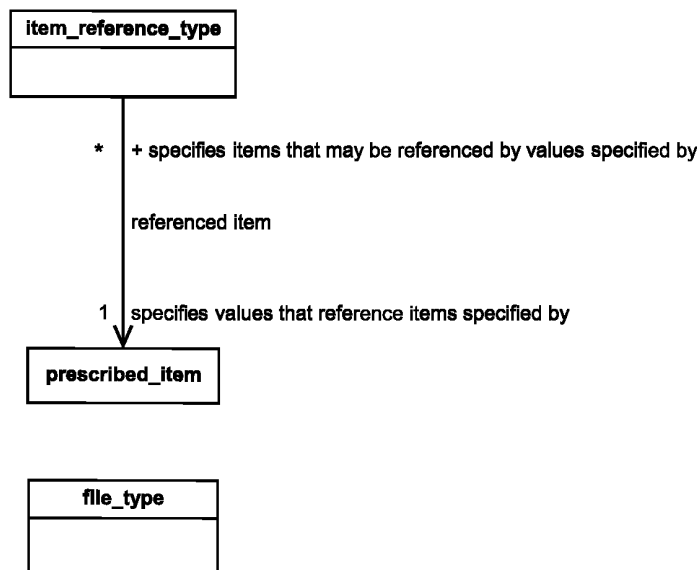 item_reference_type
* + specifies items that may be referenced by values specified by
referenced item
1 specifies values that reference items specified by
prescribed_item
file_type